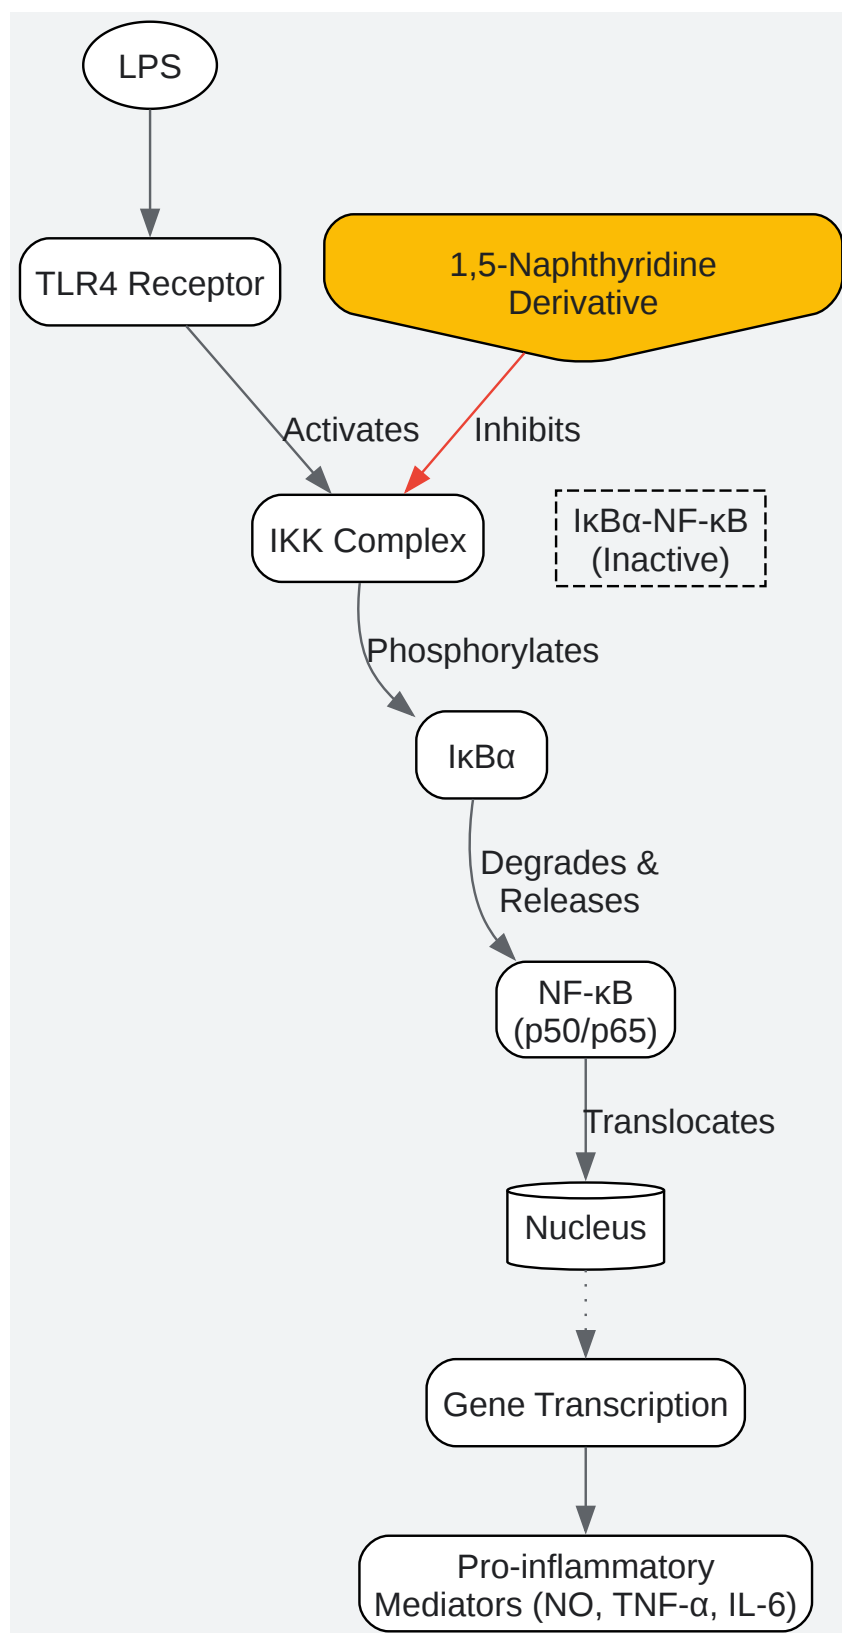 LPS
TLR4 Receptor
1,5-Naphthyridine
Derivative
Activates
Inhibits
IKK Complex
IκBα-NF-κB
(Inactive)
Phosphorylates
IκBα
Degrades &
Releases
NF-κB
(p50/p65)
Translocates
Nucleus
Gene Transcription
Pro-inflammatory
Mediators (NO, TNF-α, IL-6)